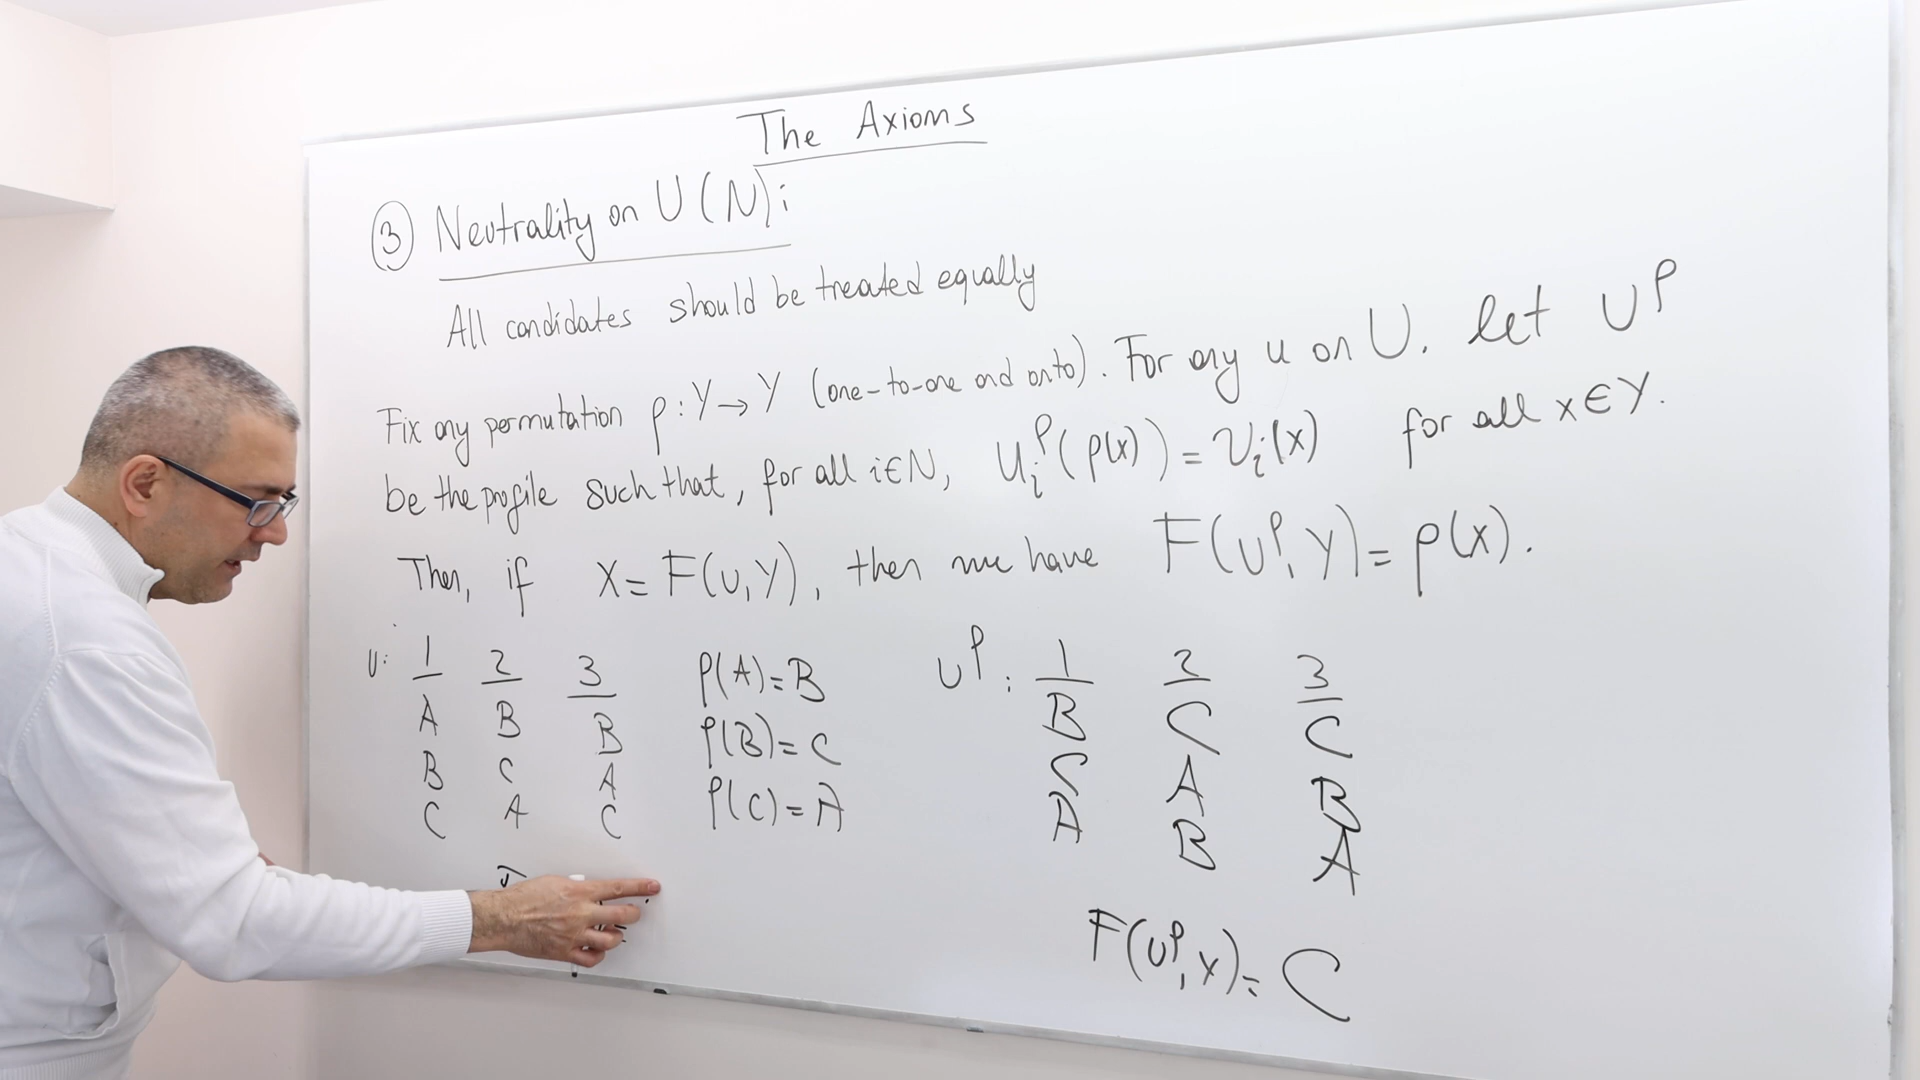 The Axioms
③ Neutrality on U(N):
All candidates should be treated equally
Fix any permutation ρ: Y→Y (one-to-one and onto). For any u on U. let U^ρ
be the profile such that, for all i∈N, U_i^ρ(ρ(x)) = U_i(x) for all x∈Y.
Then, if x = F(U,Y), then we have F(U^ρ, Y) = ρ(x).
U: 1 2 3 ρ(A)=B U^ρ: 1 2 3
A B B ρ(B)=C B C C
B C A ρ(C)=A C A B
C A C A B A
F(U^ρ, Y) = C